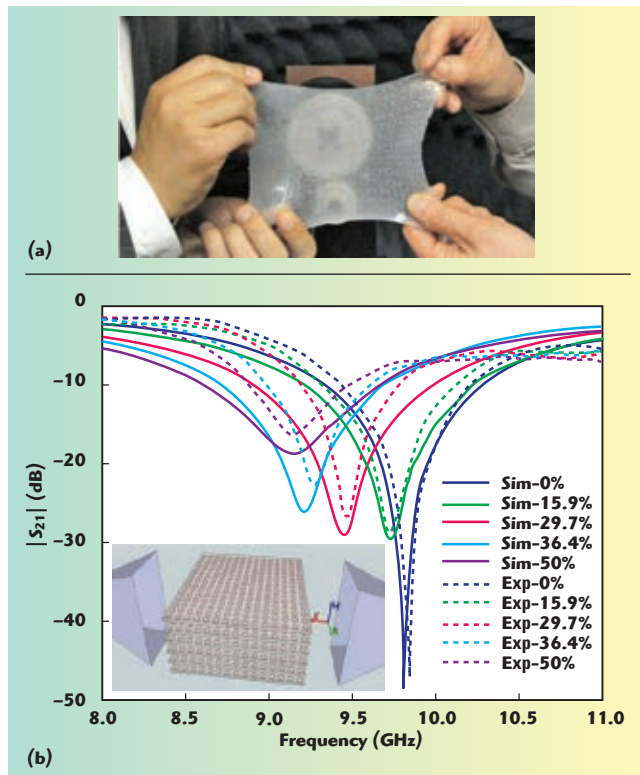 (a)
0
-10
-20
-30
-40
-50
|S21| (dB)
Sim-0%
Sim-15.9%
Sim-29.7%
Sim-36.4%
Sim-50%
Exp-0%
Exp-15.9%
Exp-29.7%
Exp-36.4%
Exp-50%
8.0 8.5 9.0 9.5 10.0 10.5 11.0
Frequency (GHz)
(b)